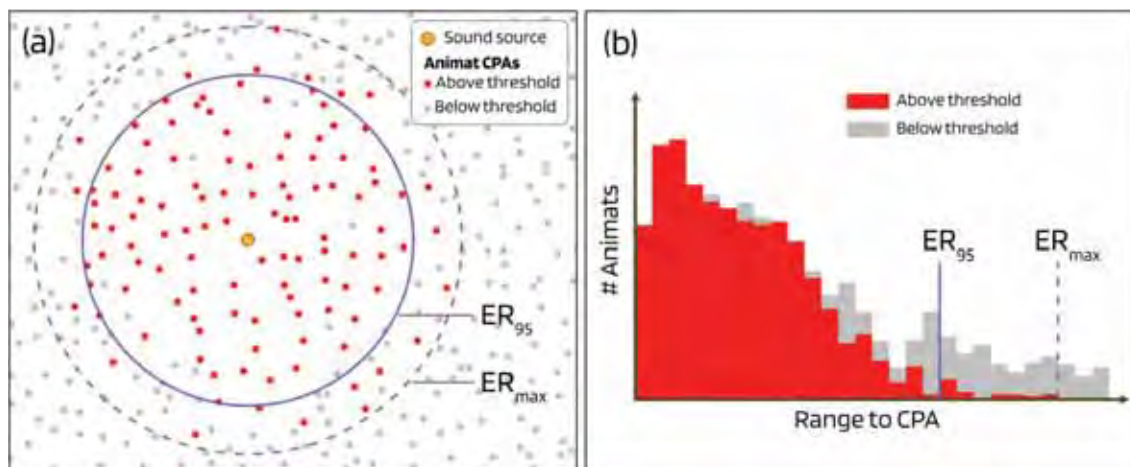 (a)
Sound source
Animat CPAs
Above threshold
Below threshold
ER95
ERmax
(b)
Above threshold
Below threshold
# Animats
ER95
ERmax
Range to CPA